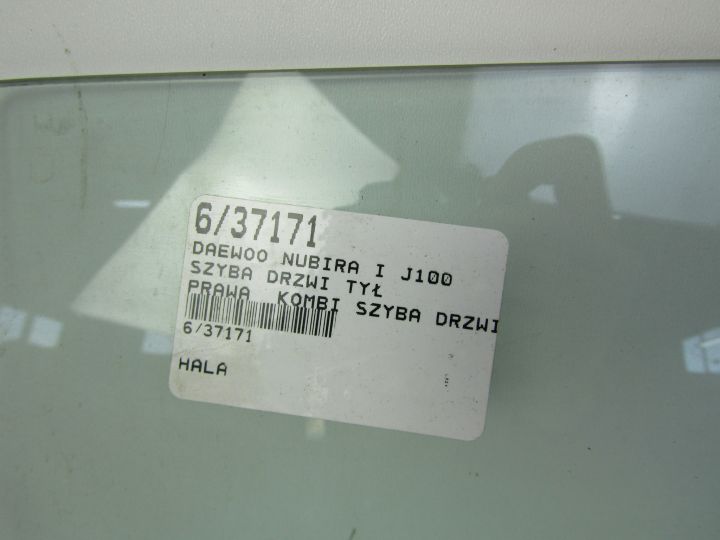 6/37171
DAEWOO NUBIRA I J100
SZYBA DRZWI TYŁ
PRAWA KOMBI SZYBA DRZWI
6/37171
HALA